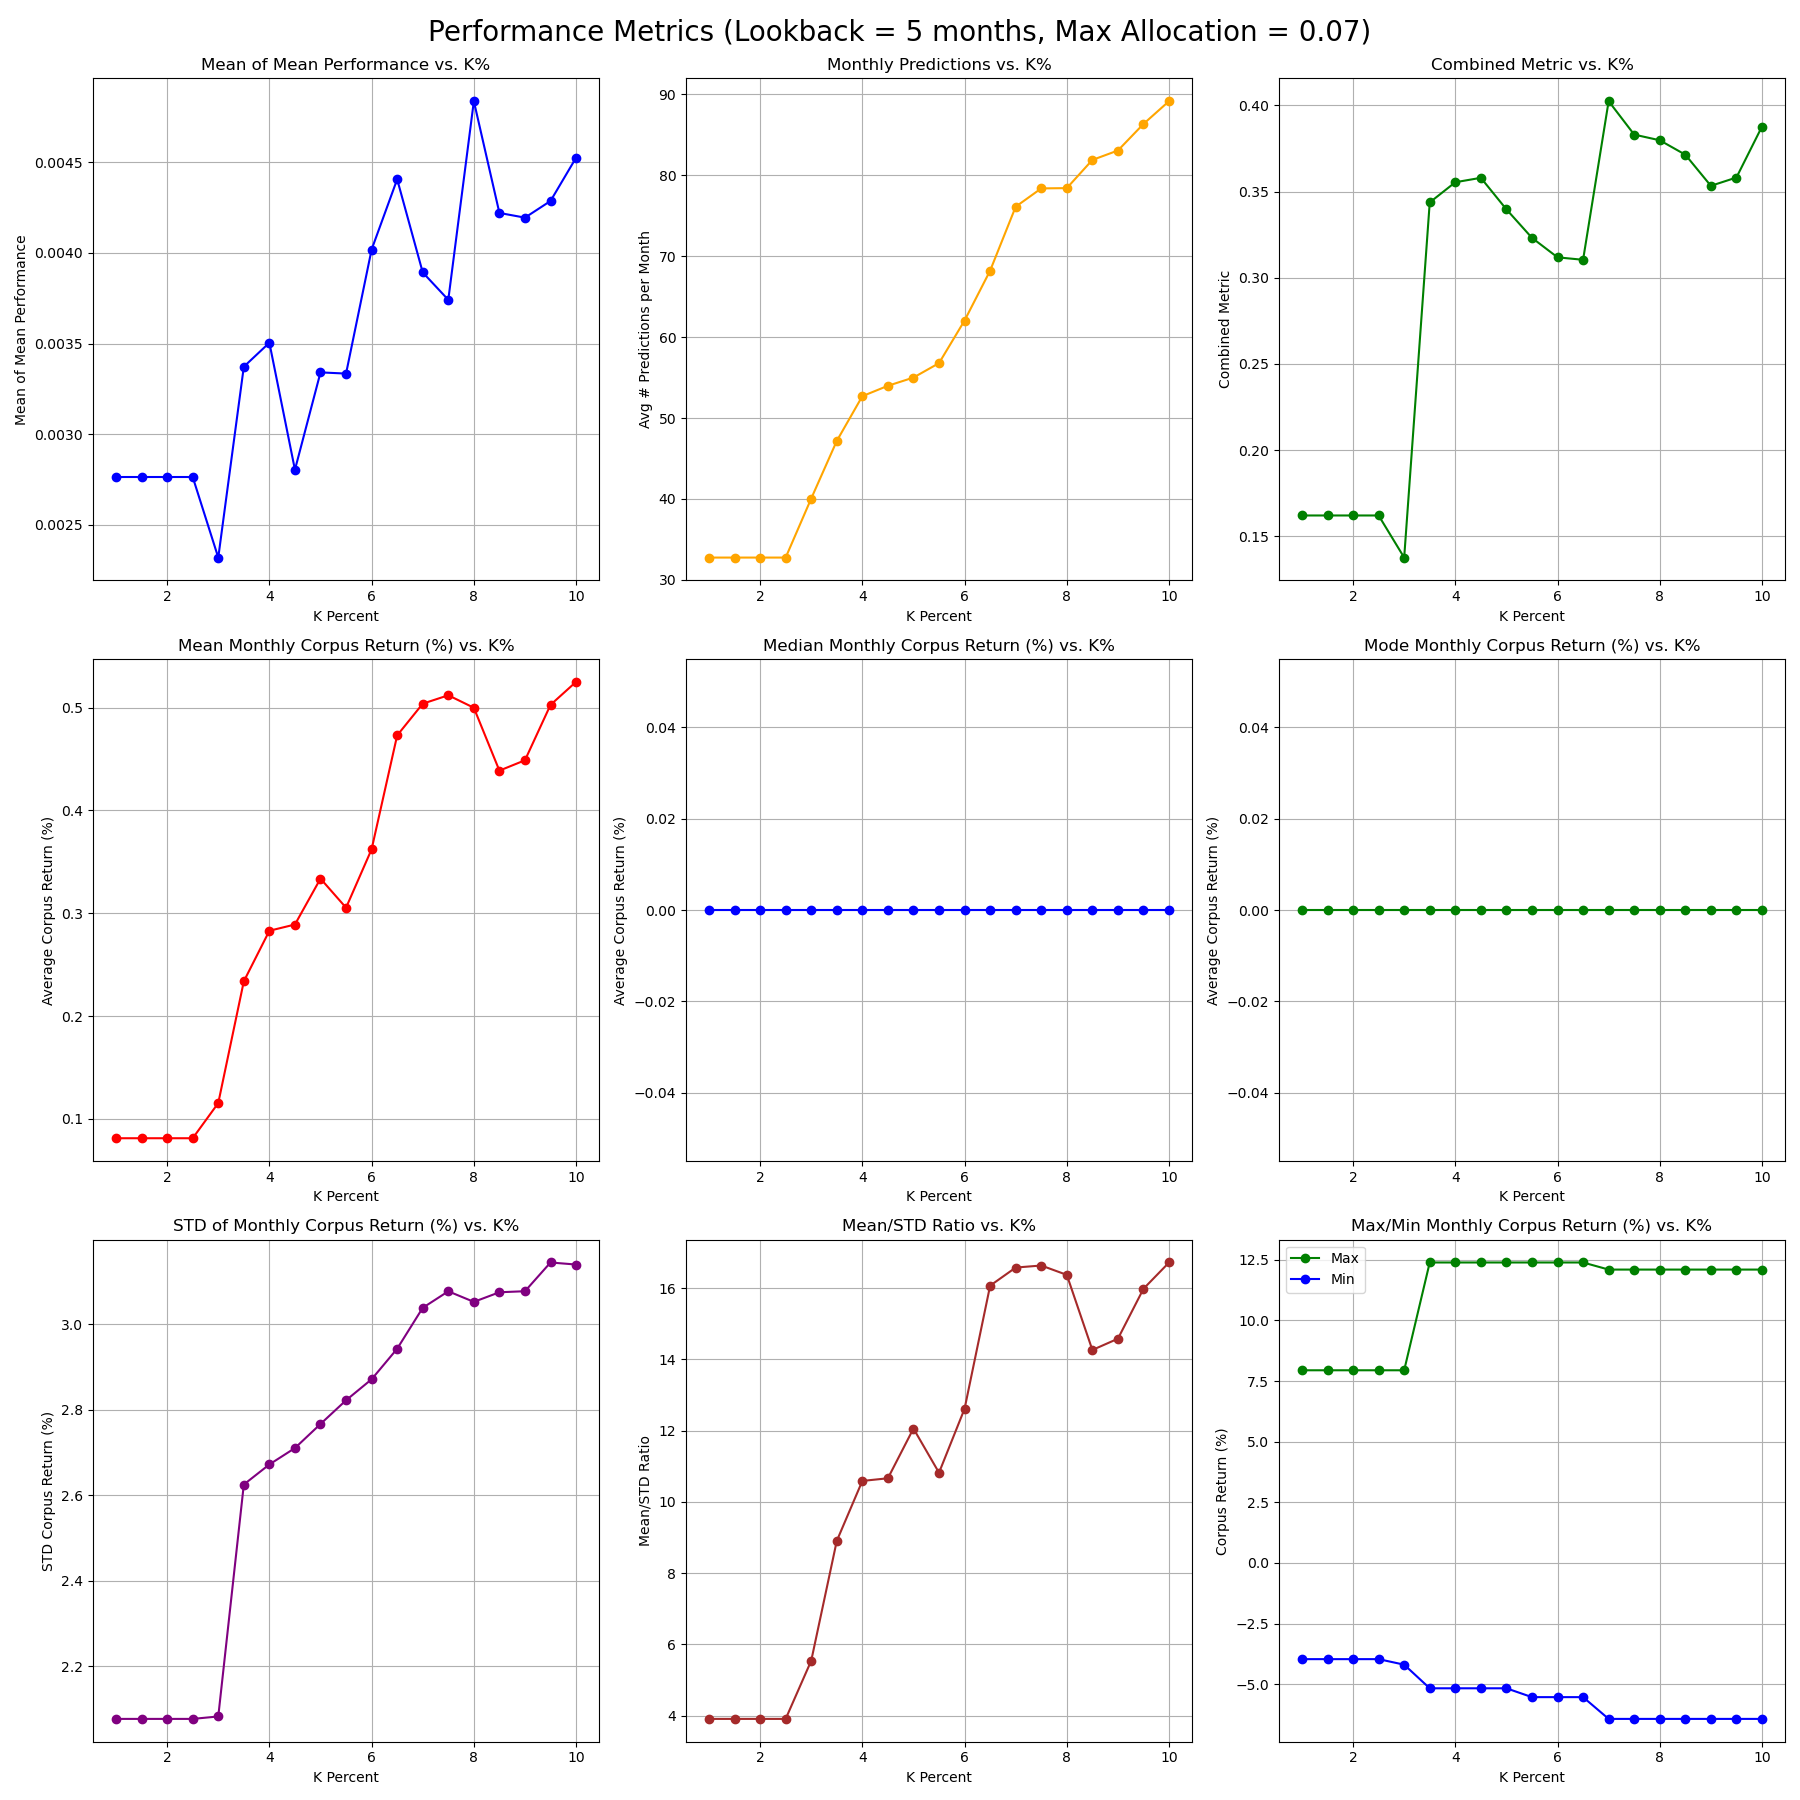 Performance Metrics (Lookback = 5 months, Max Allocation = 0.07)
Mean of Mean Performance vs. K%
Mean of Mean Performance
0.0045
0.0040
0.0035
0.0030
0.0025
2 4 6 8 10
K Percent
Monthly Predictions vs. K%
Avg # Predictions per Month
90
80
70
60
50
40
30
2 4 6 8 10
K Percent
Combined Metric vs. K%
Combined Metric
0.40
0.35
0.30
0.25
0.20
0.15
2 4 6 8 10
K Percent
Mean Monthly Corpus Return (%) vs. K%
Average Corpus Return (%)
0.5
0.4
0.3
0.2
0.1
2 4 6 8 10
K Percent
Median Monthly Corpus Return (%) vs. K%
Average Corpus Return (%)
0.04
0.02
0.00
−0.02
−0.04
2 4 6 8 10
K Percent
Mode Monthly Corpus Return (%) vs. K%
Average Corpus Return (%)
0.04
0.02
0.00
−0.02
−0.04
2 4 6 8 10
K Percent
STD of Monthly Corpus Return (%) vs. K%
STD Corpus Return (%)
3.0
2.8
2.6
2.4
2.2
2 4 6 8 10
K Percent
Mean/STD Ratio vs. K%
Mean/STD Ratio
16
14
12
10
8
6
4
2 4 6 8 10
K Percent
Max/Min Monthly Corpus Return (%) vs. K%
Max
Min
Corpus Return (%)
12.5
10.0
7.5
5.0
2.5
0.0
−2.5
−5.0
2 4 6 8 10
K Percent